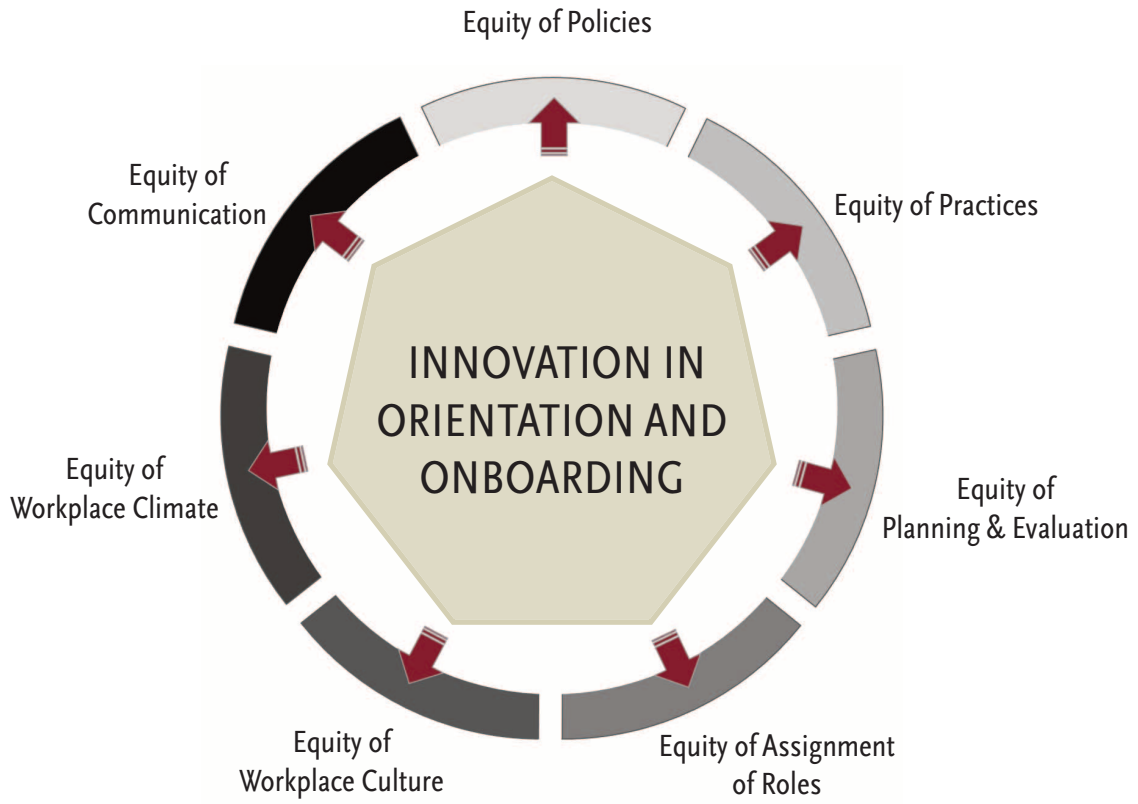 Equity of Policies
Equity of Practices
Equity of
Planning & Evaluation
Equity of Assignment
of Roles
Equity of
Workplace Culture
Equity of
Workplace Climate
Equity of
Communication
INNOVATION IN
ORIENTATION AND
ONBOARDING